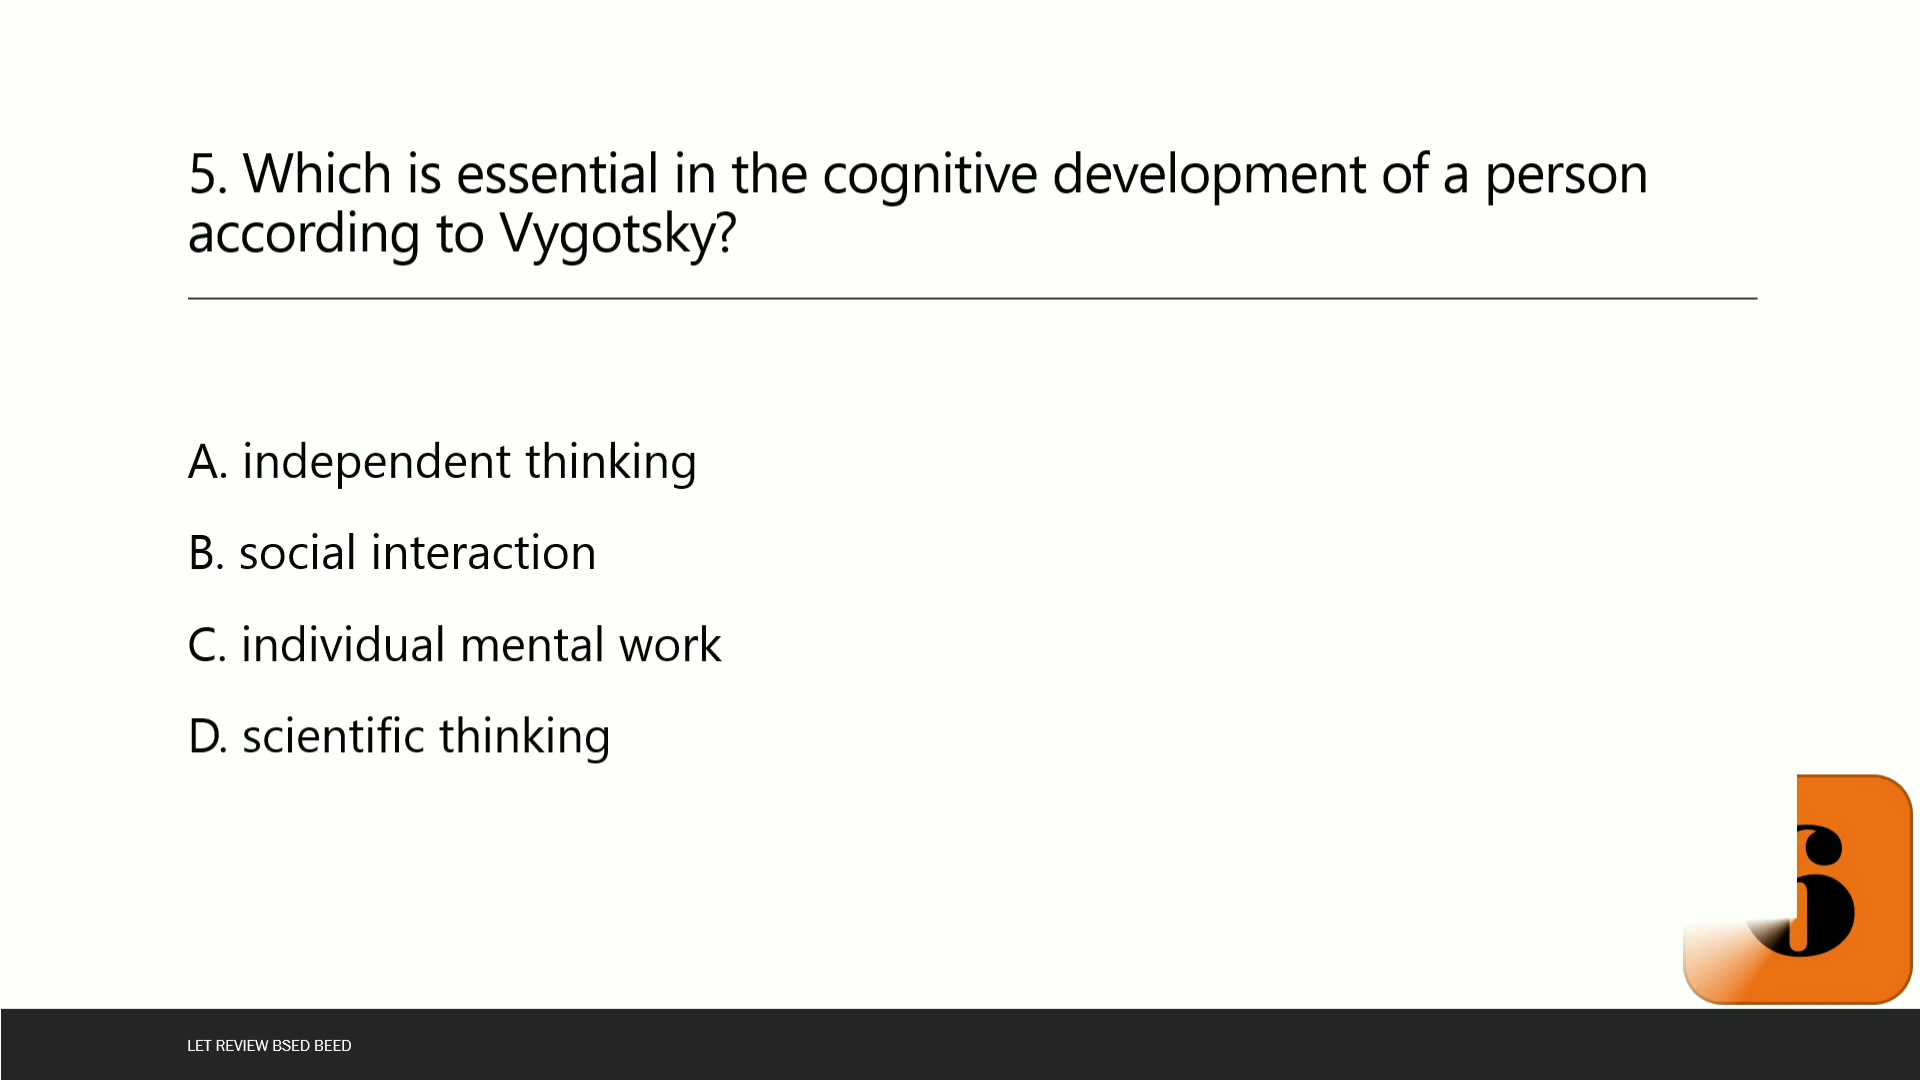 5. Which is essential in the cognitive development of a person
according to Vygotsky?
A. independent thinking
B. social interaction
C. individual mental work
D. scientific thinking
6
LET REVIEW BSED BEED